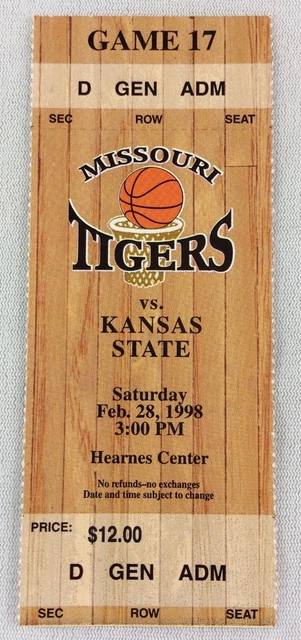 GAME 17
D GEN ADM
SEC ROW SEAT
MISSOURI
TIGERS
vs.
KANSAS
STATE
Saturday
Feb. 28, 1998
3:00 PM
Hearnes Center
No refunds--no exchanges
Date and time subject to change
PRICE: $12.00
D GEN ADM
SEC ROW SEAT